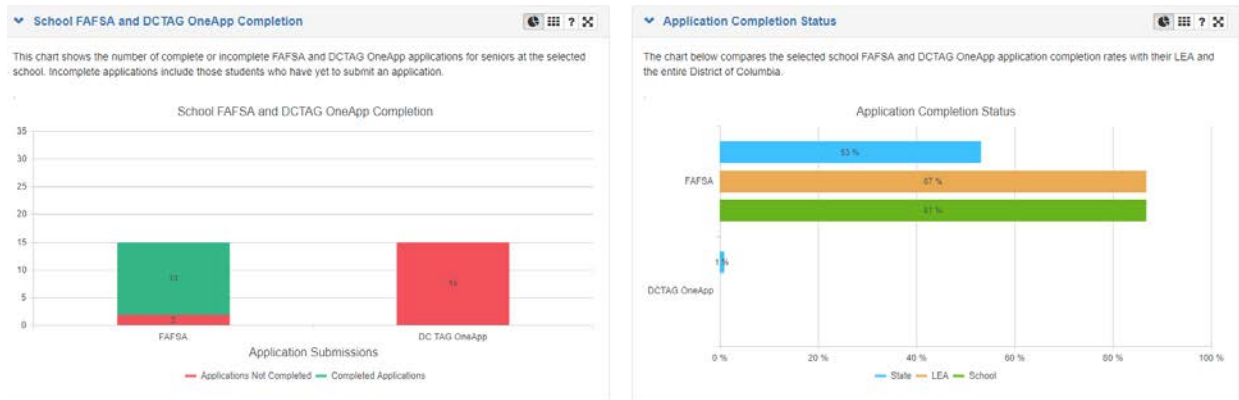 School FAFSA and DCTAG OneApp Completion
This chart shows the number of complete or incomplete FAFSA and DCTAG OneApp applications for seniors at the selected
school. Incomplete applications include those students who have yet to submit an application.
School FAFSA and DCTAG OneApp Completion
35
30
25
20
15
10
5
0
13
2
15
FAFSA
DC TAG OneApp
Application Submissions
Applications Not Completed
Completed Applications
Application Completion Status
The chart below compares the selected school FAFSA and DCTAG OneApp application completion rates with their LEA and
the entire District of Columbia.
Application Completion Status
53 %
FAFSA
87 %
87 %
1 %
DCTAG OneApp
0 %
20 %
40 %
60 %
80 %
100 %
State
LEA
School